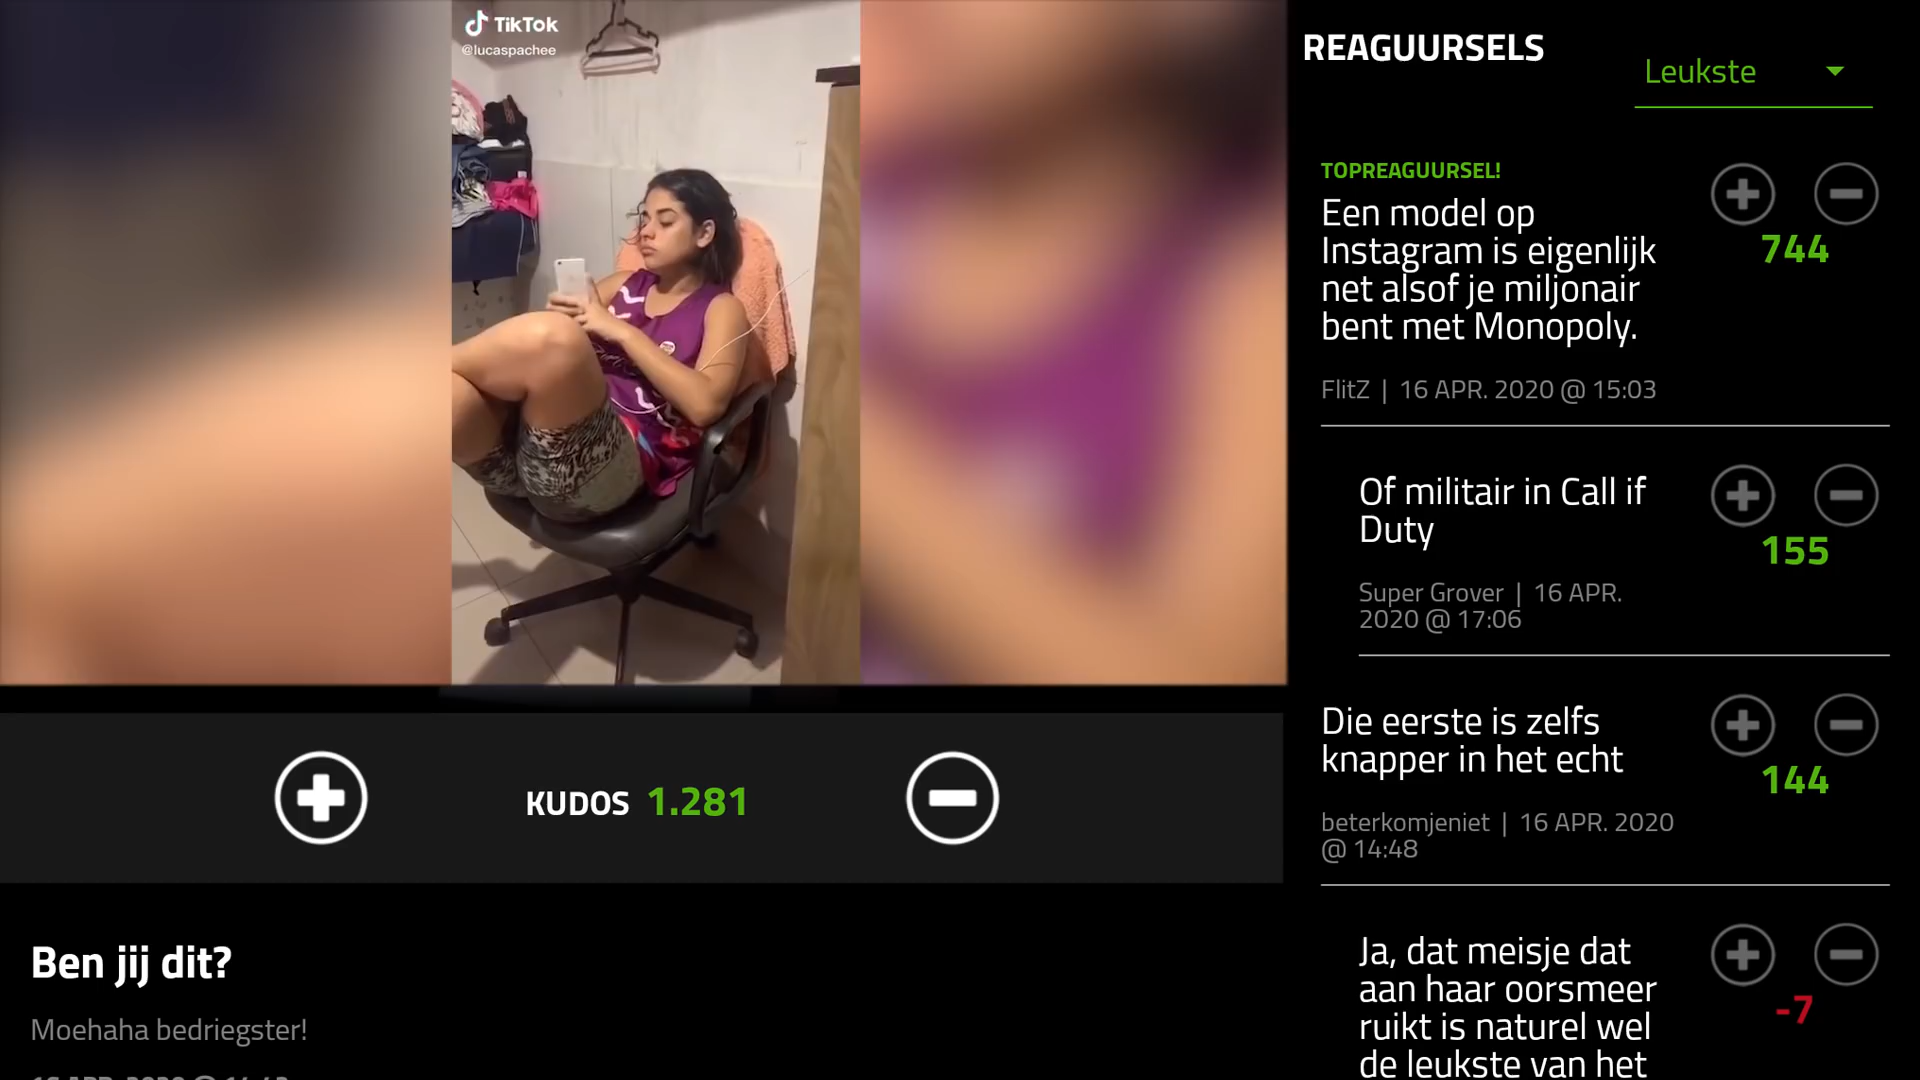 TikTok
@lucaspachee
KUDOS 1.281
Ben jij dit?
Moehaha bedriegster!
REAGUURSELS
Leukste
TOPREAGUURSEL!
Een model op
Instagram is eigenlijk
net alsof je miljonair
bent met Monopoly.
744
FlitZ | 16 APR. 2020 @ 15:03
Of militair in Call if
Duty
155
Super Grover | 16 APR.
2020 @ 17:06
Die eerste is zelfs
knapper in het echt
144
beterkomjeniet | 16 APR. 2020
@ 14:48
Ja, dat meisje dat
aan haar oorsmeer
ruikt is naturel wel
de leukste van het
-7